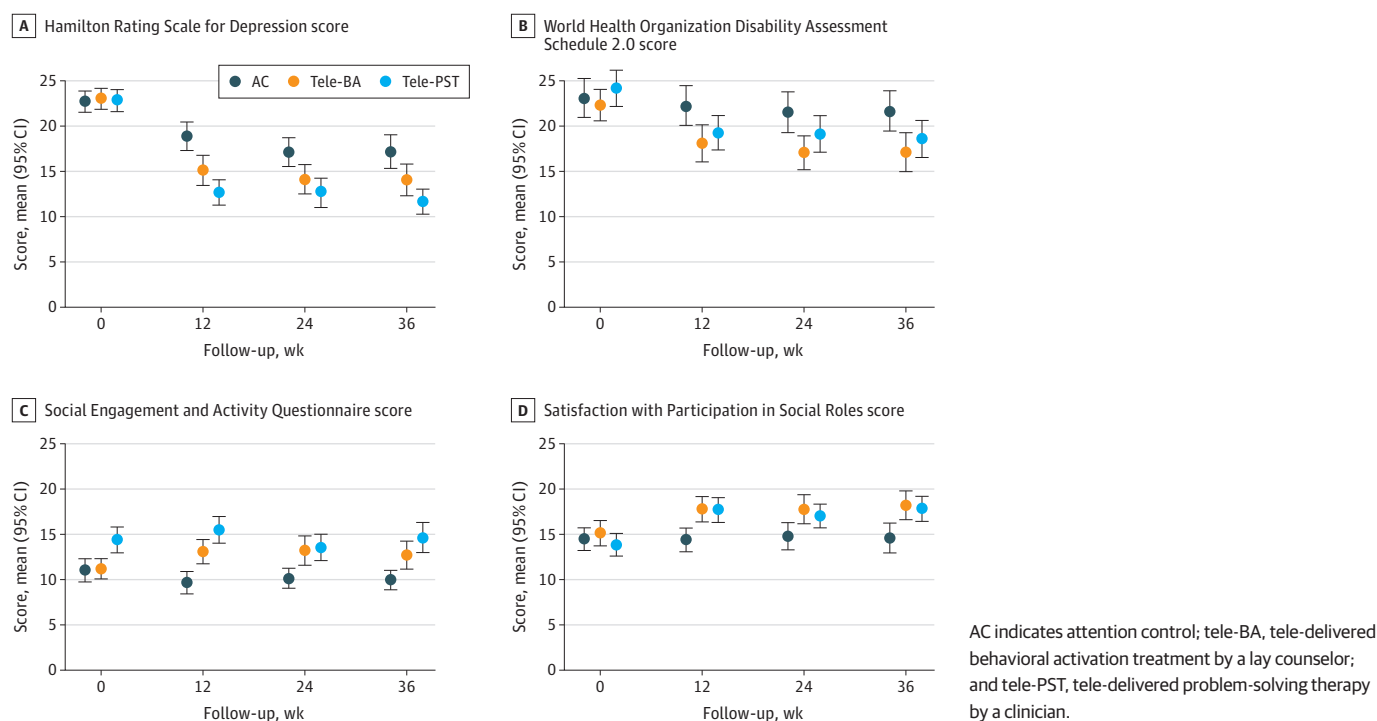 A Hamilton Rating Scale for Depression score
25
20
15
10
5
0
Score, mean (95% CI)
AC Tele-BA Tele-PST
0 12 24 36
Follow-up, wk
B World Health Organization Disability Assessment
Schedule 2.0 score
25
20
15
10
5
0
Score, mean (95% CI)
0 12 24 36
Follow-up, wk
C Social Engagement and Activity Questionnaire score
25
20
15
10
5
0
Score, mean (95% CI)
0 12 24 36
Follow-up, wk
D Satisfaction with Participation in Social Roles score
25
20
15
10
5
0
Score, mean (95% CI)
0 12 24 36
Follow-up, wk
AC indicates attention control; tele-BA, tele-delivered
behavioral activation treatment by a lay counselor;
and tele-PST, tele-delivered problem-solving therapy
by a clinician.